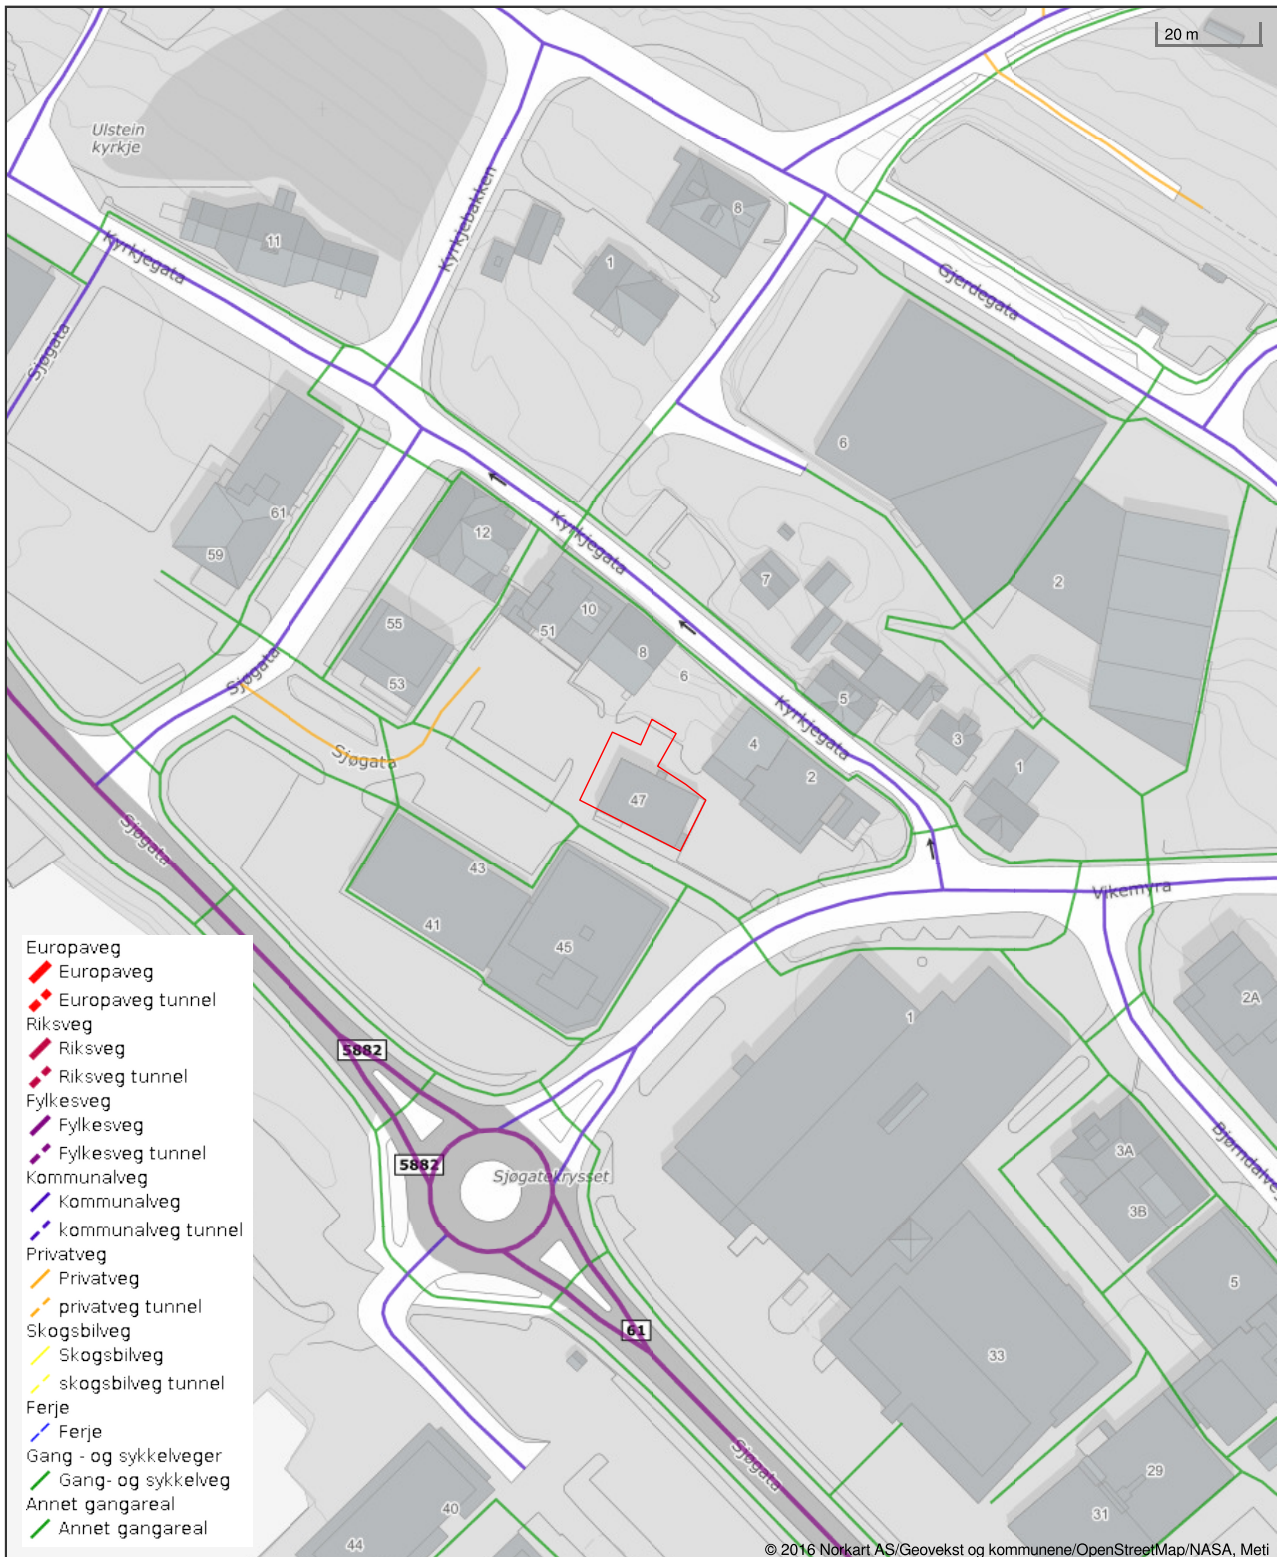 20 m
Ulstein
kyrkje
8
11
Kyrkjebakken
1
Kyrkjegata
Gjerdegata
Sjøgata
6
61
12
59
Kyrkjegata
7
2
10
55
51
8
6
53
Sjøgata
5
Kyrkjegata
3
4
1
2
Sjøgata
47
Sjøgata
43
Vikemyra
41
45
2A
1
5882
3A
Bjørndalve
5882
Sjøgatekrysset
3B
5
61
33
Sjøgata
29
40
31
44
Europaveg
Europaveg
Europaveg tunnel
Riksveg
Riksveg
Riksveg tunnel
Fylkesveg
Fylkesveg
Fylkesveg tunnel
Kommunalveg
Kommunalveg
kommunalveg tunnel
Privatveg
Privatveg
privatveg tunnel
Skogsbilveg
Skogsbilveg
skogsbilveg tunnel
Ferje
Ferje
Gang - og sykkelveger
Gang- og sykkelveg
Annet gangareal
Annet gangareal
© 2016 Norkart AS/Geovekst og kommunene/OpenStreetMap/NASA, Meti